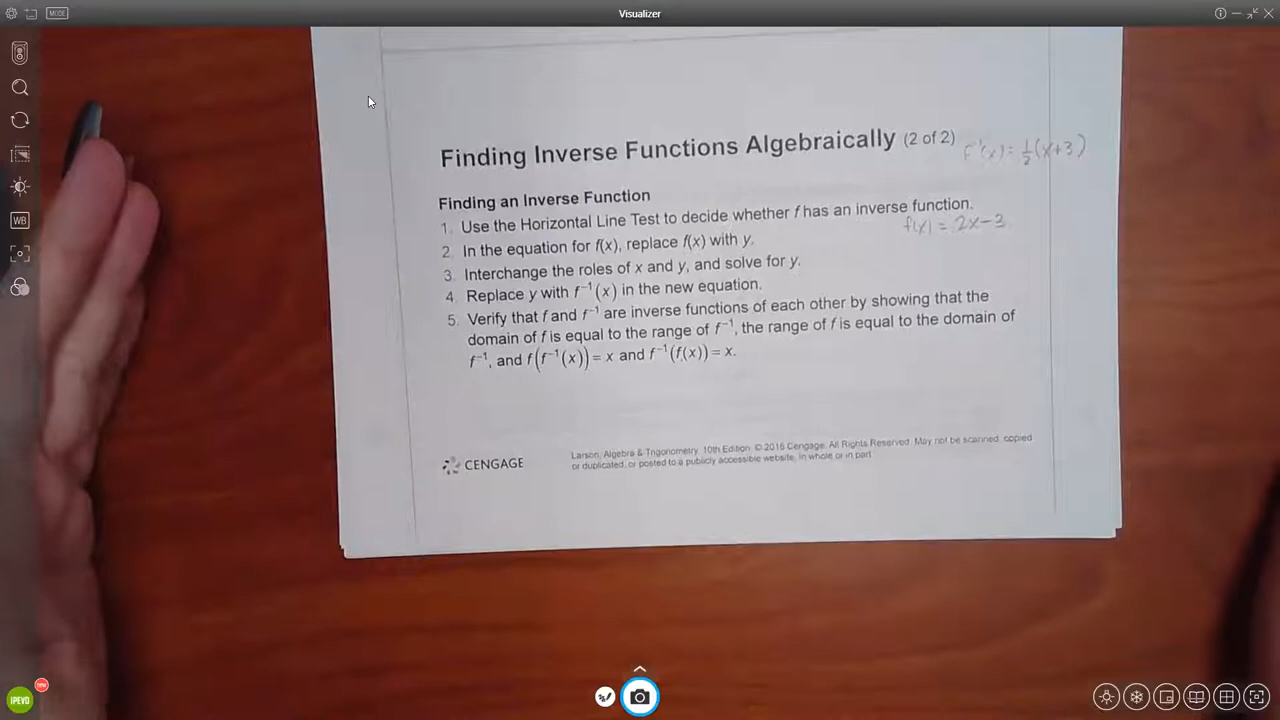 MODE
Visualizer
Finding Inverse Functions Algebraically (2 of 2)
f⁻¹(x) = ½(x+3)
Finding an Inverse Function
1. Use the Horizontal Line Test to decide whether f has an inverse function.
f(x) = 2x-3
2. In the equation for f(x), replace f(x) with y.
3. Interchange the roles of x and y, and solve for y.
4. Replace y with f⁻¹(x) in the new equation.
5. Verify that f and f⁻¹ are inverse functions of each other by showing that the
domain of f is equal to the range of f⁻¹, the range of f is equal to the domain of
f⁻¹, and f(f⁻¹(x)) = x and f⁻¹(f(x)) = x.
CENGAGE
Larson, Algebra & Trigonometry, 10th Edition. © 2016 Cengage. All Rights Reserved. May not be scanned, copied
or duplicated, or posted to a publicly accessible website, in whole or in part.
WB
IPEVO